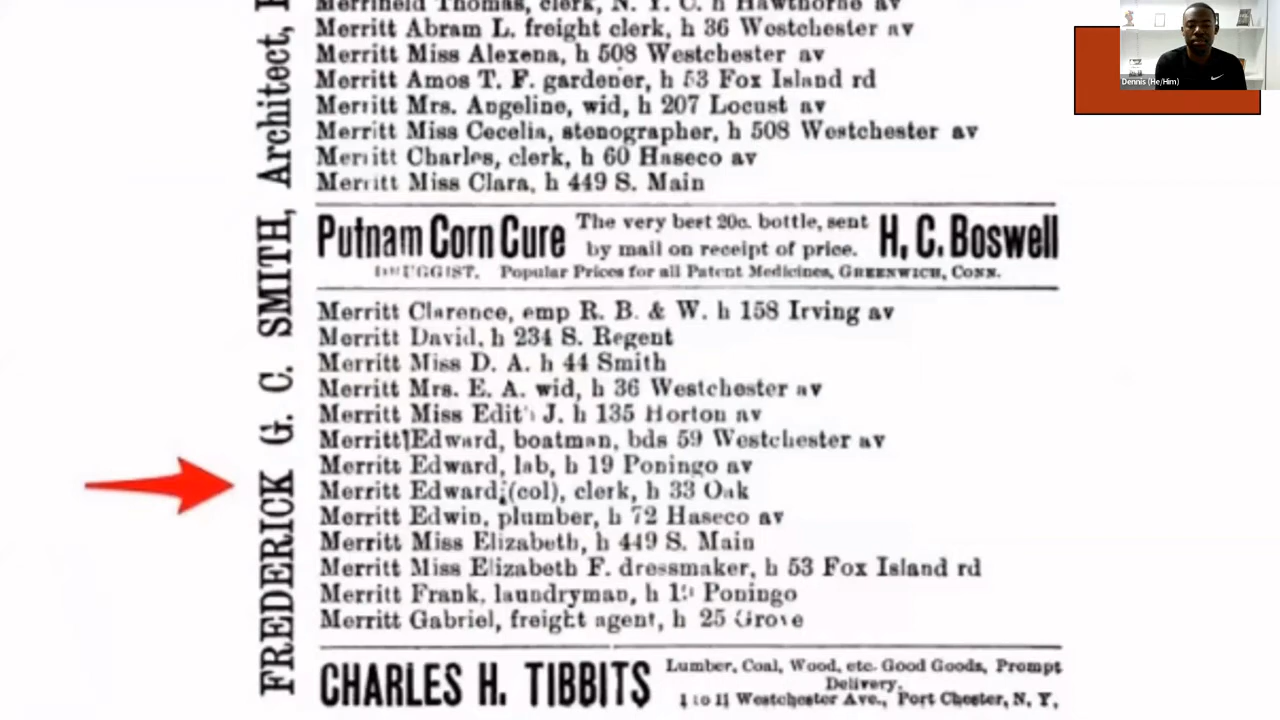 Merrifield Thomas, clerk, N. Y. C. h Hawthorne av
Merritt Abram L. freight clerk, h 36 Westchester av
Merritt Miss Alexena, h 508 Westchester av
Merritt Amos T. F. gardener, h 53 Fox Island rd
Merritt Mrs. Angeline, wid, h 207 Locust av
Merritt Miss Cecelia, stenographer, h 508 Westchester av
Merritt Charles, clerk, h 60 Haseco av
Merritt Miss Clara, h 449 S. Main
Putnam Corn Cure The very best 20c. bottle, sent by mail on receipt of price. H. C. Boswell
DRUGGIST. Popular Prices for all Patent Medicines, GREENWICH, CONN.
Merritt Clarence, emp R. B. & W. h 158 Irving av
Merritt David, h 234 S. Regent
Merritt Miss D. A. h 44 Smith
Merritt Mrs. E. A. wid, h 36 Westchester av
Merritt Miss Edith J. h 135 Horton av
Merritt Edward, boatman, bds 59 Westchester av
Merritt Edward, lab, h 19 Poningo av
Merritt Edward, (col), clerk, h 33 Oak
Merritt Edwin, plumber, h 72 Haseco av
Merritt Miss Elizabeth, h 449 S. Main
Merritt Miss Elizabeth F. dressmaker, h 53 Fox Island rd
Merritt Frank, laundryman, h Poningo
Merritt Gabriel, freight agent, h 25 Grove
CHARLES H. TIBBITS Lumber, Coal, Wood, etc. Good Goods, Prompt
Delivery.
Westchester Ave., Port Chester, N. Y,
FREDERICK G. C. SMITH, Architect,
Dennis (He/Him)